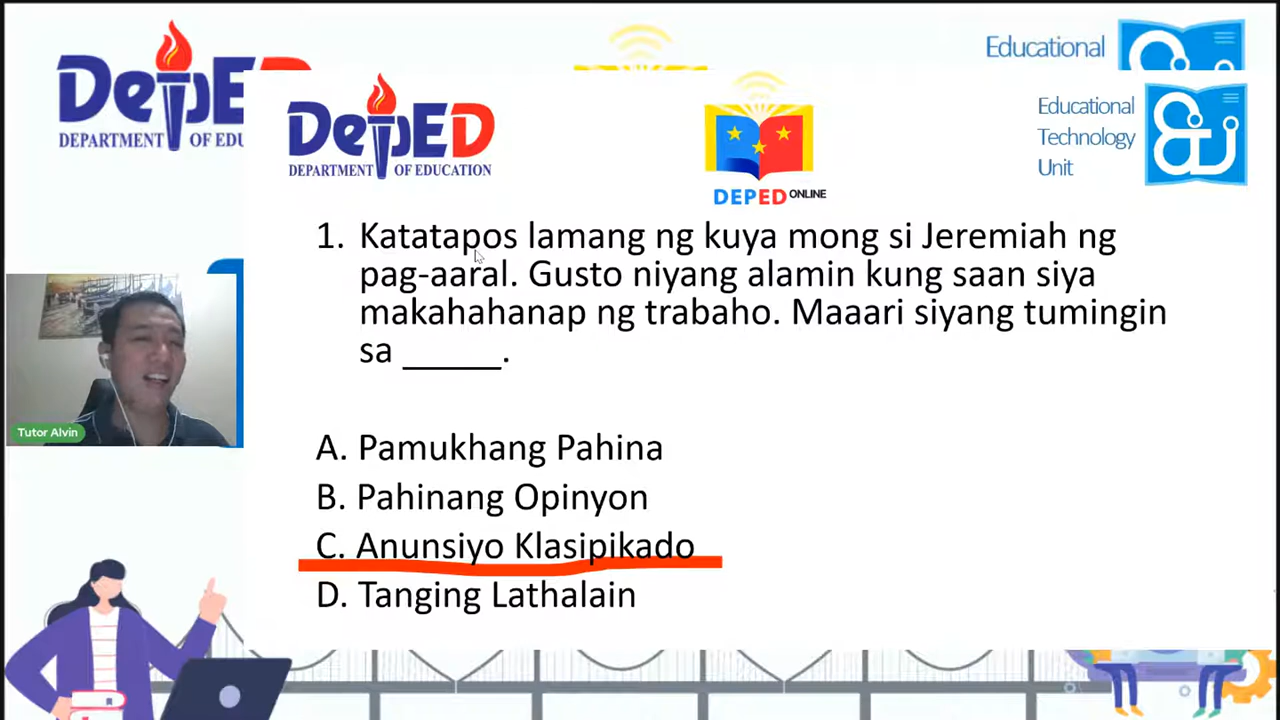 DepED
DEPARTMENT OF EDU
Educational
DepED
DEPARTMENT OF EDUCATION
DEPED ONLINE
Educational
Technology
Unit
1. Katatapos lamang ng kuya mong si Jeremiah ng
pag-aaral. Gusto niyang alamin kung saan siya
makahahanap ng trabaho. Maaari siyang tumingin
sa _____.
Tutor Alvin
A. Pamukhang Pahina
B. Pahinang Opinyon
C. Anunsiyo Klasipikado
D. Tanging Lathalain